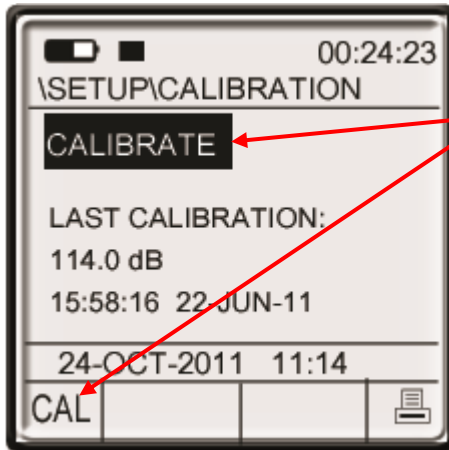 00:24:23
\SETUP\CALIBRATION
CALIBRATE
LAST CALIBRATION:
114.0 dB
15:58:16 22-JUN-11
24-OCT-2011 11:14
CAL